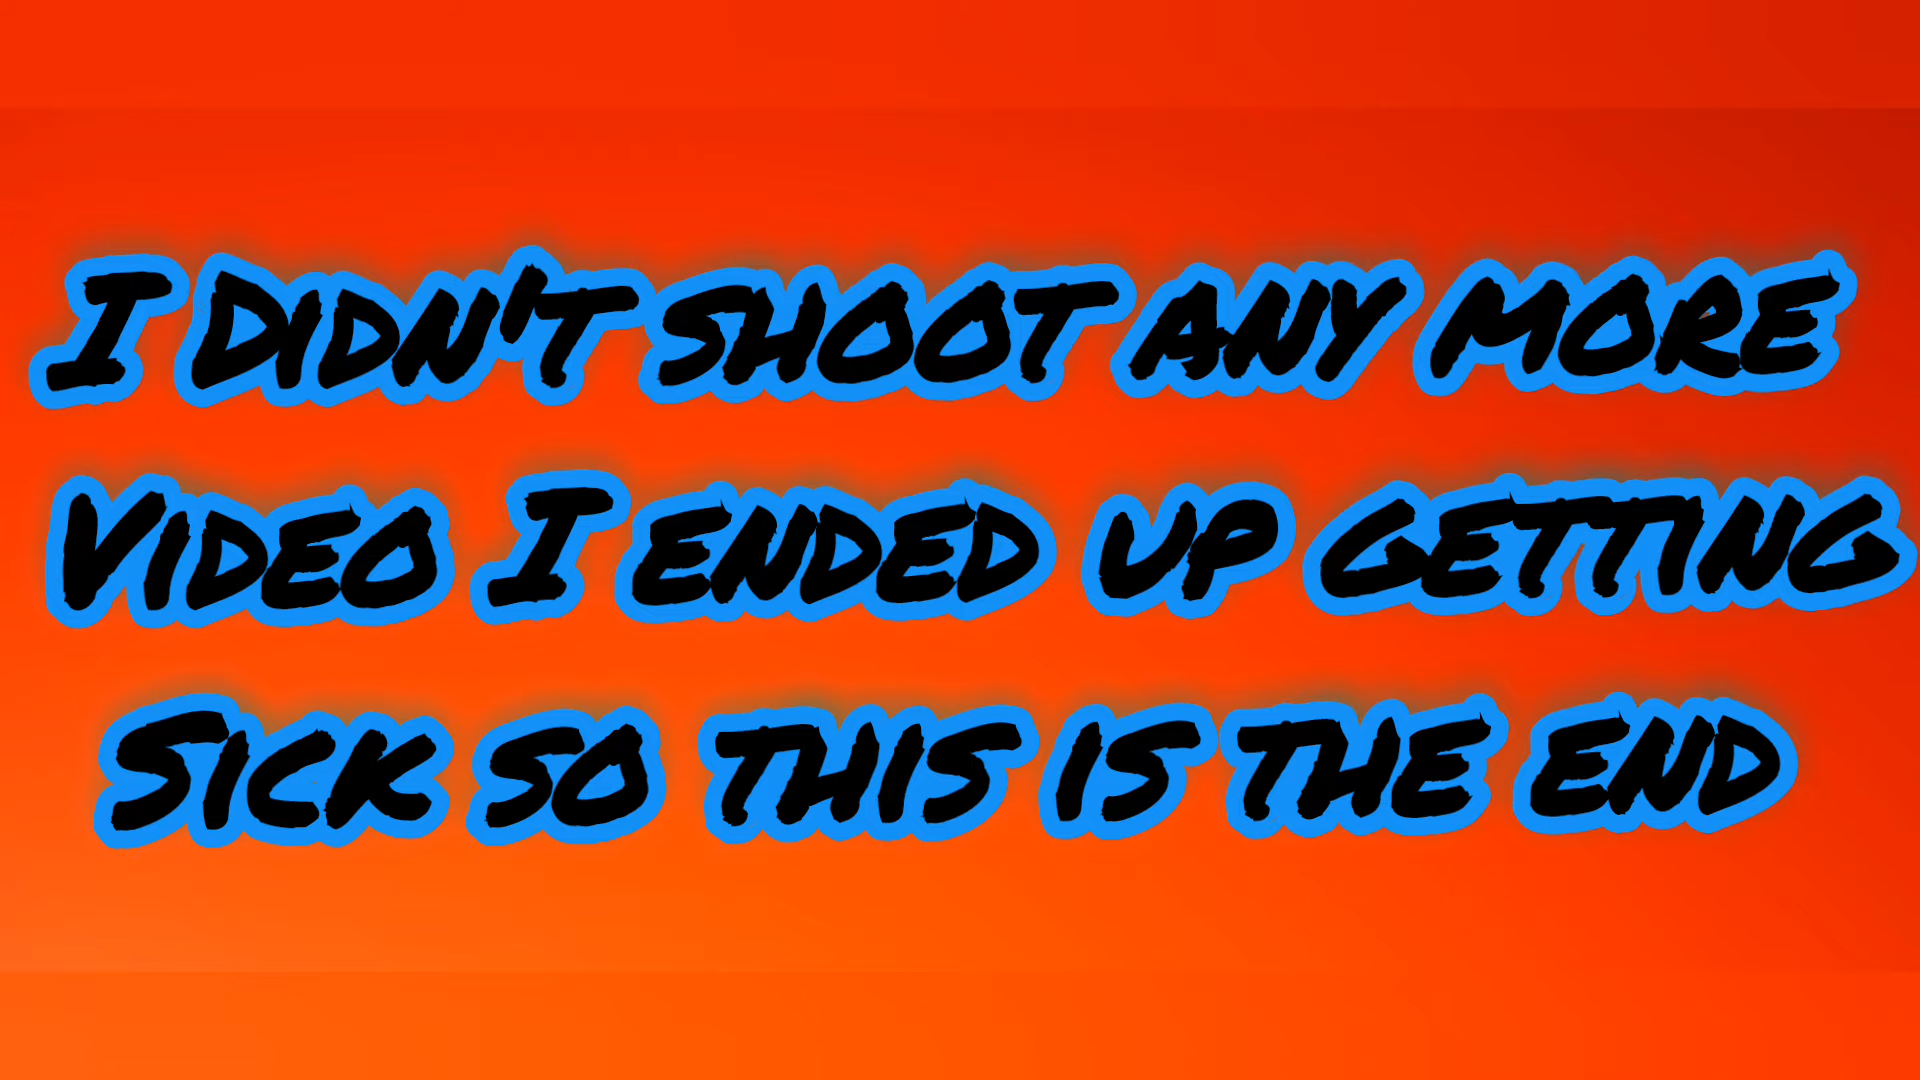 I Didn't shoot any more
Video I ended up getting
Sick so this is the end